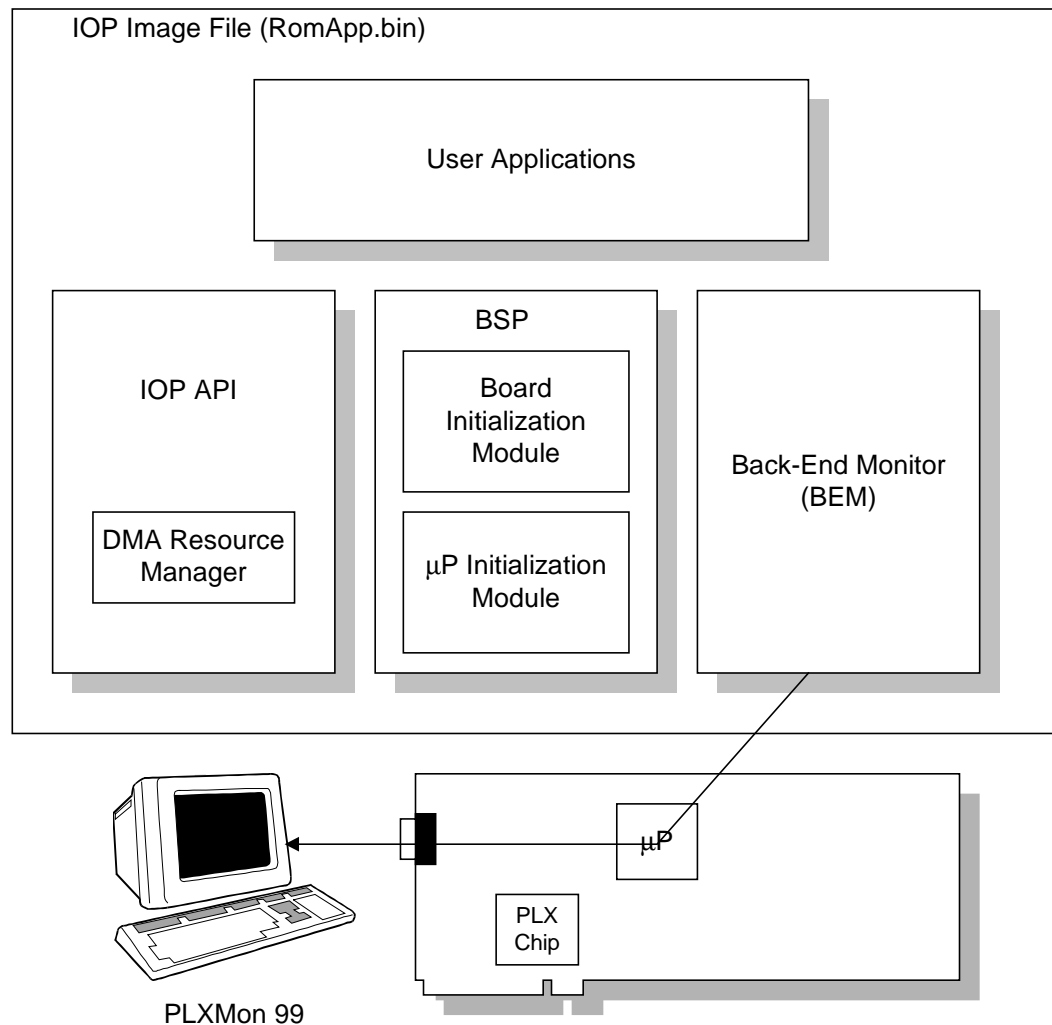 IOP Image File (RomApp.bin)
User Applications
IOP API
DMA Resource
Manager
BSP
Board
Initialization
Module
µP Initialization
Module
Back-End Monitor
(BEM)
µP
PLX
Chip
PLXMon 99